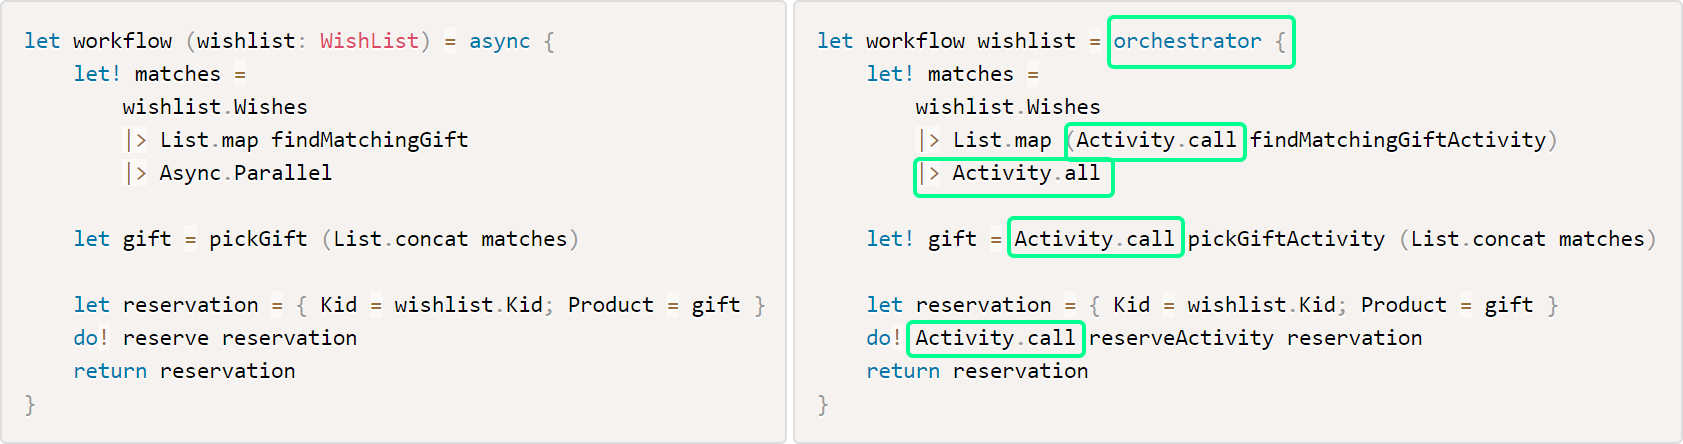 let workflow (wishlist: WishList) = async {
    let! matches =
        wishlist.Wishes
        |> List.map findMatchingGift
        |> Async.Parallel
    let gift = pickGift (List.concat matches)
    let reservation = { Kid = wishlist.Kid; Product = gift }
    do! reserve reservation
    return reservation
}
let workflow wishlist = orchestrator {
    let! matches =
        wishlist.Wishes
        |> List.map (Activity.call findMatchingGiftActivity)
        |> Activity.all
    let! gift = Activity.call pickGiftActivity (List.concat matches)
    let reservation = { Kid = wishlist.Kid; Product = gift }
    do! Activity.call reserveActivity reservation
    return reservation
}